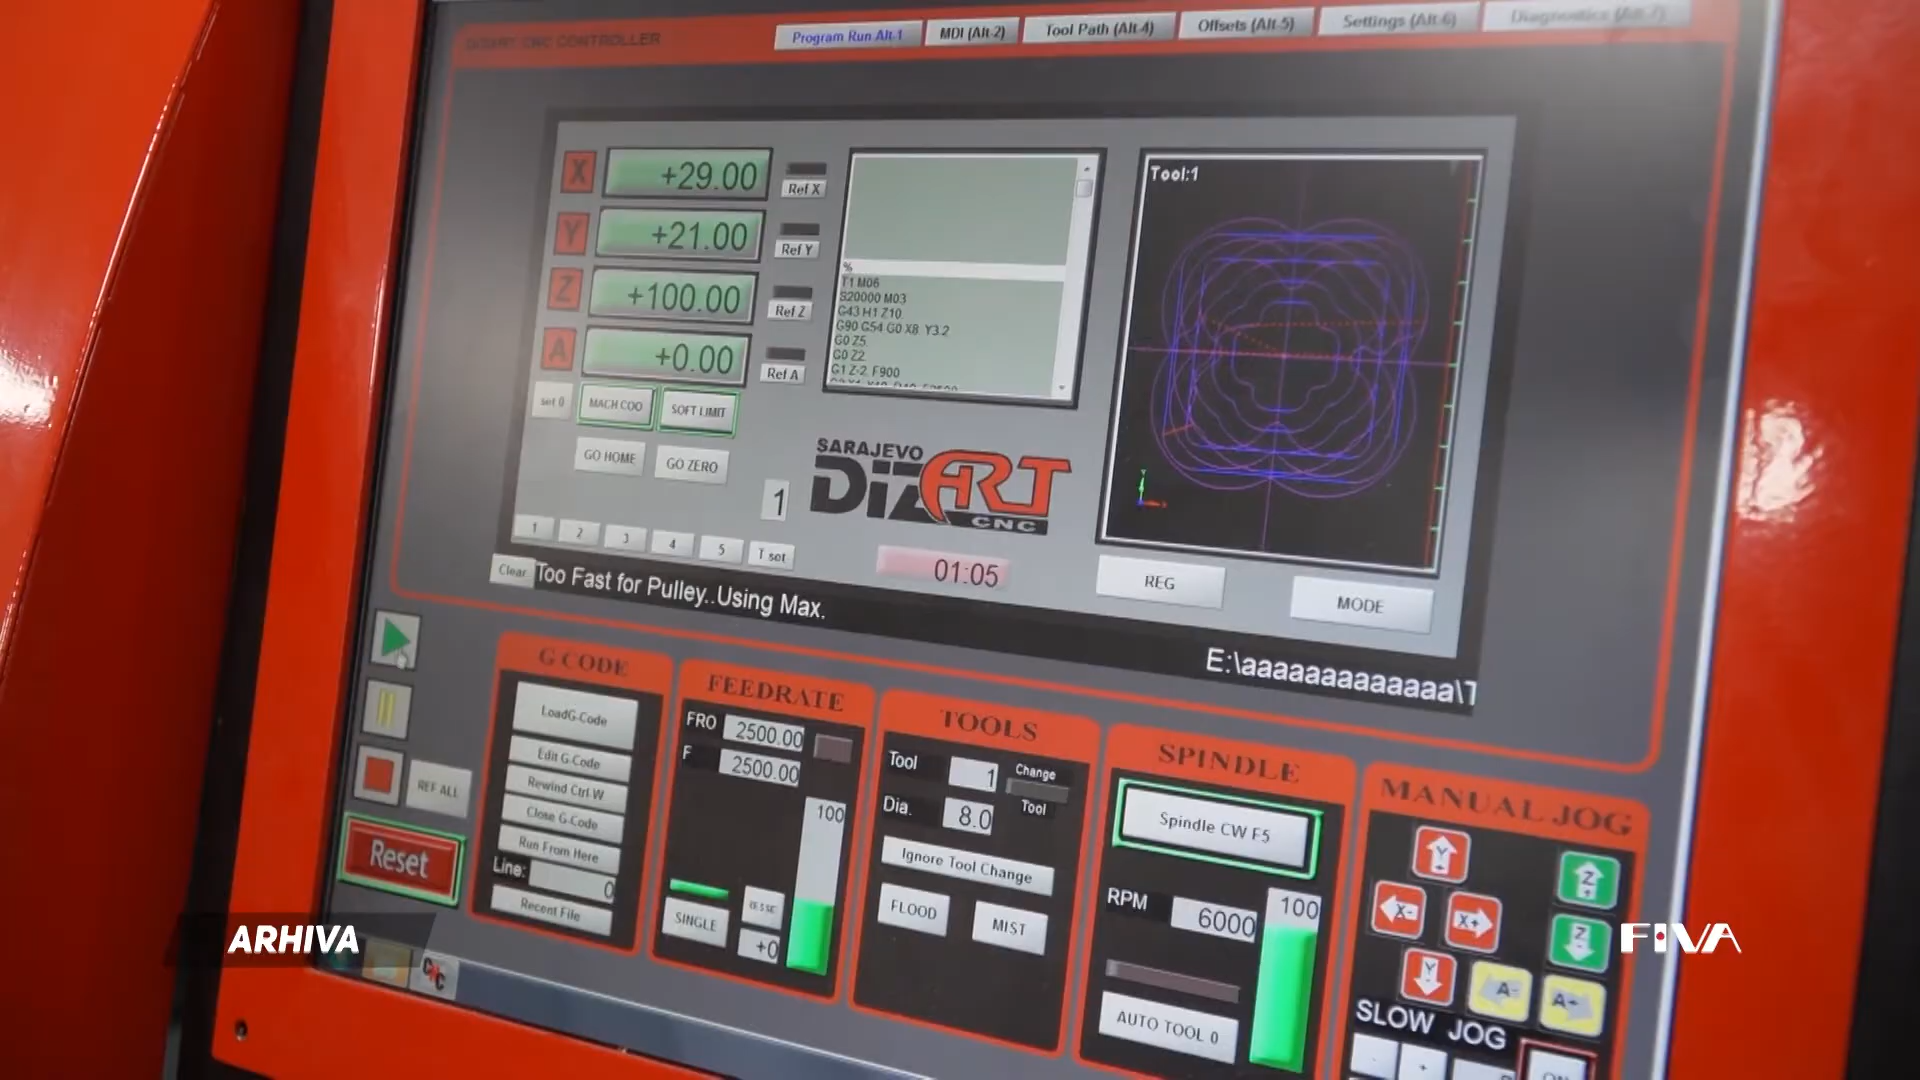 DIZART CNC CONTROLLER
Program Run Alt-1
MDI (Alt-2)
Tool Path (Alt-4)
Offsets (Alt-5)
Settings (Alt-6)
Diagnostics (Alt-7)
X
+29.00
Ref X
Y
+21.00
Ref Y
Z
+100.00
Ref Z
A
+0.00
Ref A
set 0
MACH COO
SOFT LIMIT
GO HOME
GO ZERO
1
1
2
3
4
5
T set
%
T1 M06
S20000 M03
G43 H1 Z10
G90 G54 G0 X8. Y3.2
G0 Z5.
G0 Z2.
G1 Z-2. F900
Tool:1
SARAJEVO
DIZART
CNC
01:05
REG
MODE
Clear
Too Fast for Pulley..Using Max.
E:\aaaaaaaaaaaaa\T
REF ALL
Reset
G CODE
LoadG-Code
Edit G-Code
Rewind Ctrl-W
Close G-Code
Run From Here
Line:
0
Recent File
FEEDRATE
FRO
2500.00
F
2500.00
100
SINGLE
+0
TOOLS
Tool
1
Change
Tool
Dia.
8.0
Ignore Tool Change
FLOOD
MIST
SPINDLE
Spindle CW F5
RPM
6000
100
AUTO TOOL 0
MANUAL JOG
Y+
Z+
X-
X+
Z-
Y-
A-
A+
SLOW JOG
-
+
ON
CNC
ARHIVA
FIVA